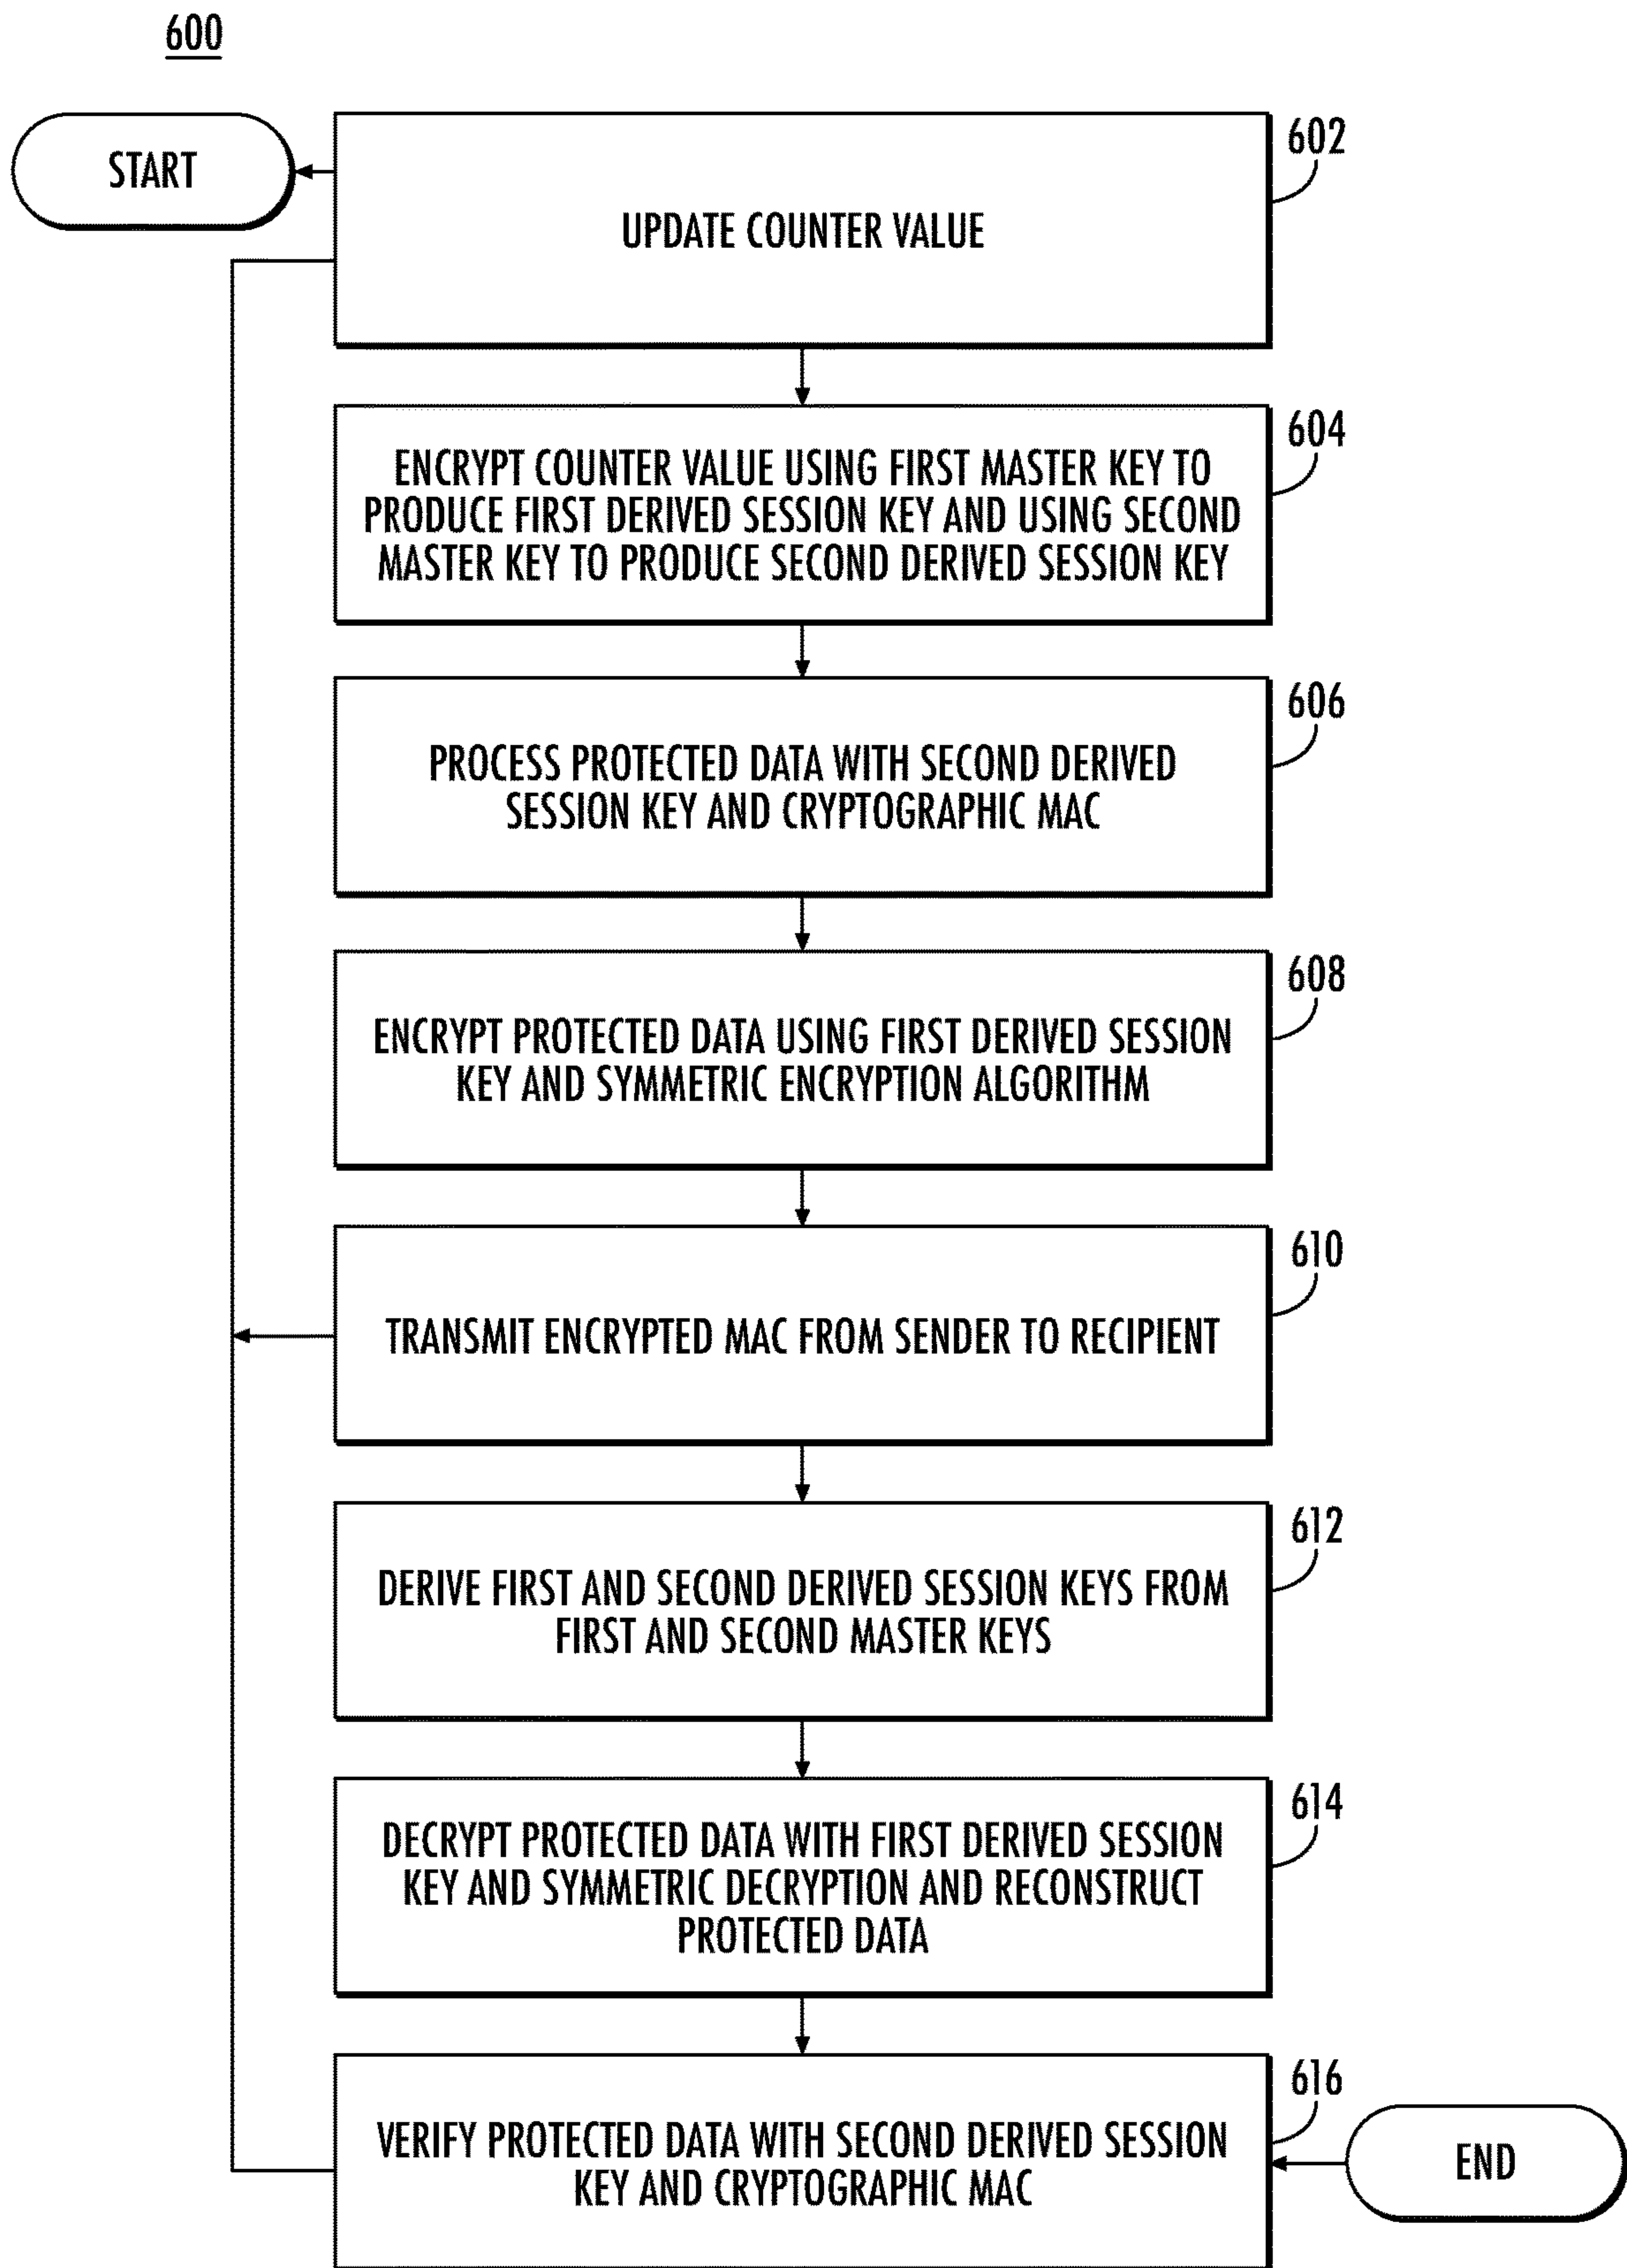 600
START
602
UPDATE COUNTER VALUE
604
ENCRYPT COUNTER VALUE USING FIRST MASTER KEY TO
PRODUCE FIRST DERIVED SESSION KEY AND USING SECOND
MASTER KEY TO PRODUCE SECOND DERIVED SESSION KEY
606
PROCESS PROTECTED DATA WITH SECOND DERIVED
SESSION KEY AND CRYPTOGRAPHIC MAC
608
ENCRYPT PROTECTED DATA USING FIRST DERIVED SESSION
KEY AND SYMMETRIC ENCRYPTION ALGORITHM
610
TRANSMIT ENCRYPTED MAC FROM SENDER TO RECIPIENT
612
DERIVE FIRST AND SECOND DERIVED SESSION KEYS FROM
FIRST AND SECOND MASTER KEYS
614
DECRYPT PROTECTED DATA WITH FIRST DERIVED SESSION
KEY AND SYMMETRIC DECRYPTION AND RECONSTRUCT
PROTECTED DATA
616
VERIFY PROTECTED DATA WITH SECOND DERIVED SESSION
KEY AND CRYPTOGRAPHIC MAC
END